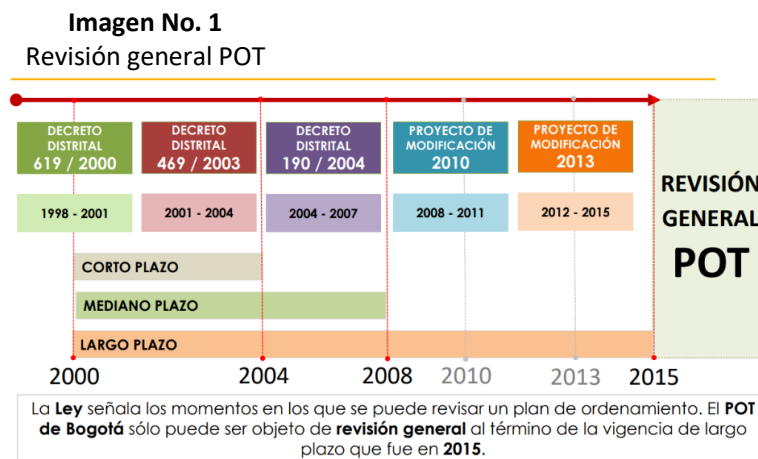 Imagen No. 1
Revisión general POT
DECRETO
DISTRITAL
619 / 2000
DECRETO
DISTRITAL
469 / 2003
DECRETO
DISTRITAL
190 / 2004
PROYECTO DE
MODIFICACIÓN
2010
PROYECTO DE
MODIFICACIÓN
2013
1998 - 2001
2001 - 2004
2004 - 2007
2008 - 2011
2012 - 2015
REVISIÓN
GENERAL
POT
CORTO PLAZO
MEDIANO PLAZO
LARGO PLAZO
2000
2004
2008
2010
2013
2015
La Ley señala los momentos en los que se puede revisar un plan de ordenamiento. El POT
de Bogotá sólo puede ser objeto de revisión general al término de la vigencia de largo
plazo que fue en 2015.